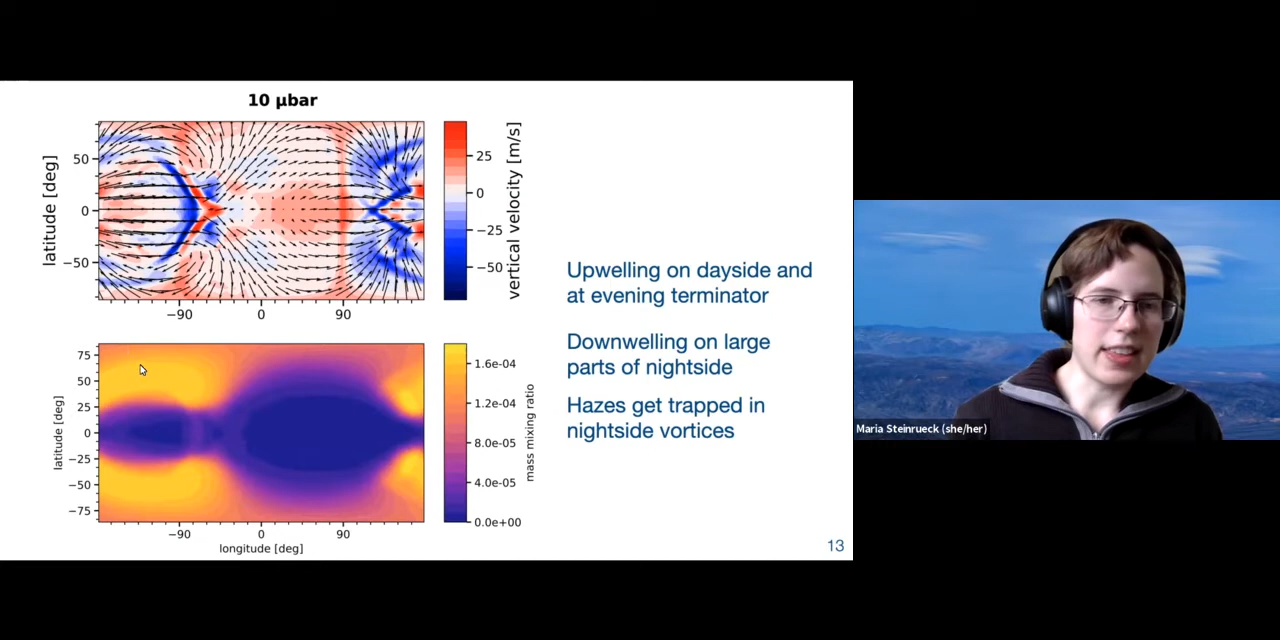 10 μbar
latitude [deg]
50
0
−50
−90
0
90
25
0
−25
−50
vertical velocity [m/s]
Upwelling on dayside and
at evening terminator
Downwelling on large
parts of nightside
Hazes get trapped in
nightside vortices
latitude [deg]
75
50
25
0
−25
−50
−75
−90
0
90
longitude [deg]
1.6e-04
1.2e-04
8.0e-05
4.0e-05
0.0e+00
mass mixing ratio
13
Maria Steinrueck (she/her)